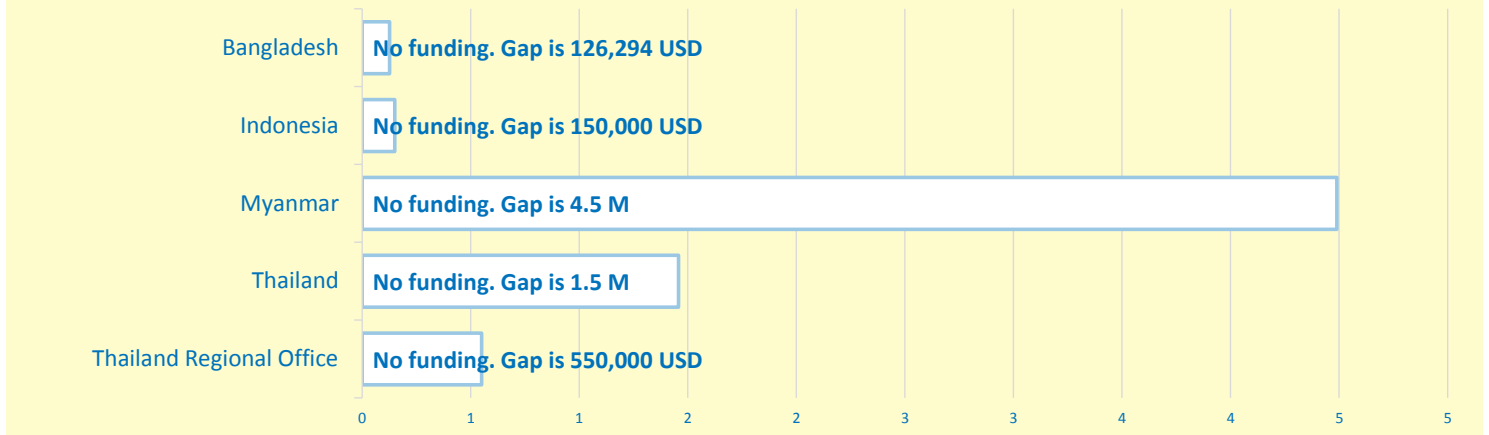 Bangladesh No funding. Gap is 126,294 USD
Indonesia No funding. Gap is 150,000 USD
Myanmar No funding. Gap is 4.5 M
Thailand No funding. Gap is 1.5 M
Thailand Regional Office No funding. Gap is 550,000 USD
0 1 1 2 2 3 3 4 4 5 5